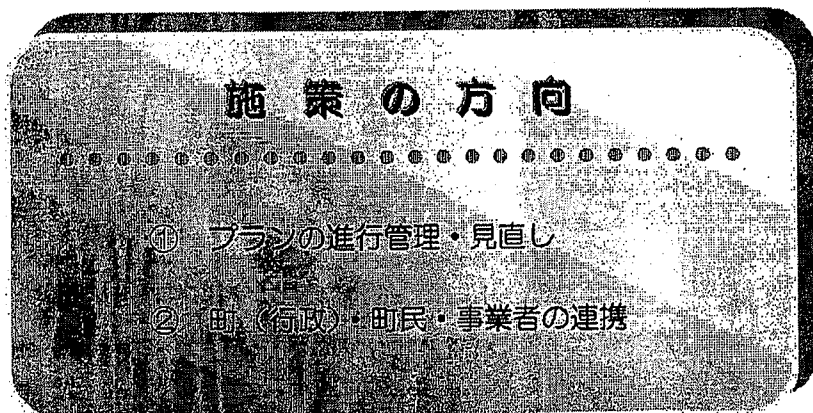 施策の方向
① プランの進行管理・見直し
② 町（行政）・町民・事業者の連携